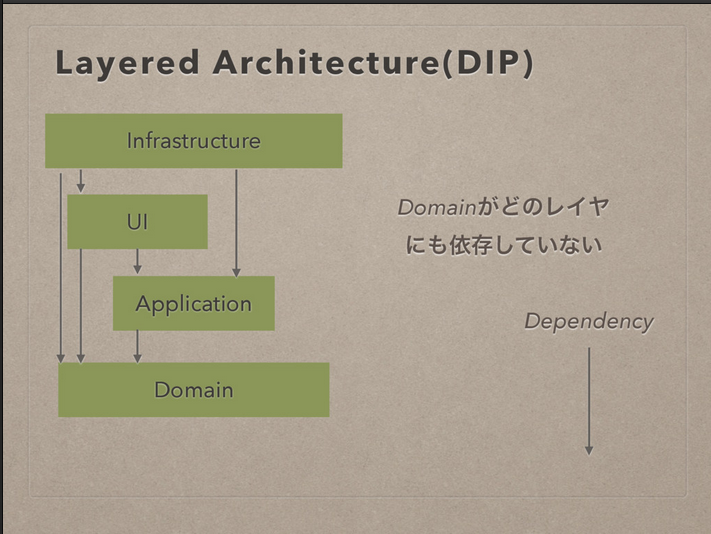 Layered Architecture(DIP)
Infrastructure
UI
Application
Domain
Domainがどのレイヤ
にも依存していない
Dependency